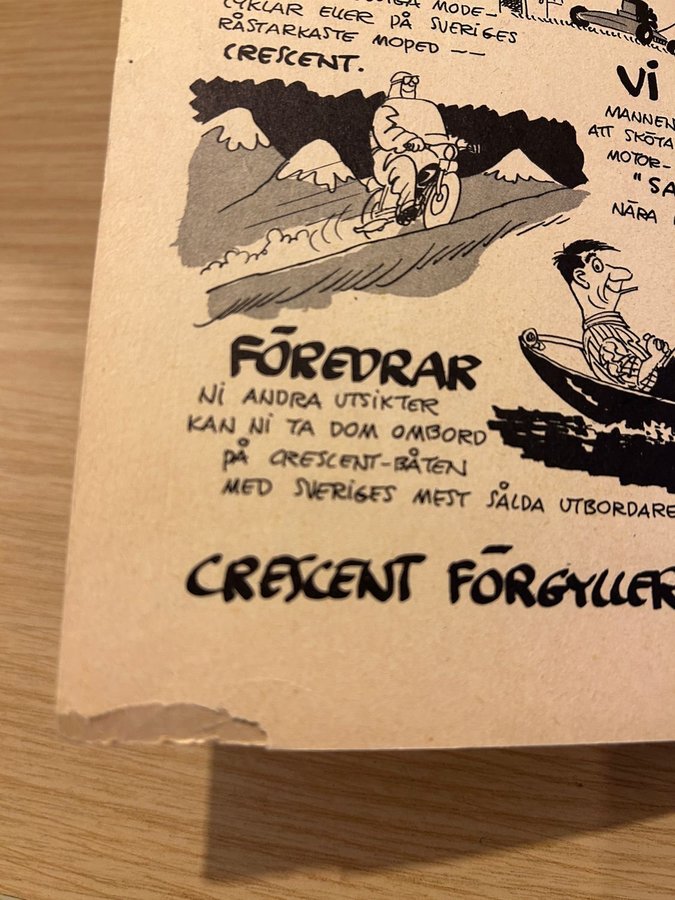 MODE-
CYKLAR ELLER PÅ SVERIGES
RÅSTARKASTE MOPED --
CRESCENT.
Vi
MANNEN
ATT SKÖTA
MOTOR-
"SA
NÄRA
FÖREDRAR
NI ANDRA UTSIKTER
KAN NI TA DOM OMBORD
PÅ CRESCENT-BÅTEN
MED SVERIGES MEST SÅLDA UTBORDARE
CRESCENT FÖRGYLLER